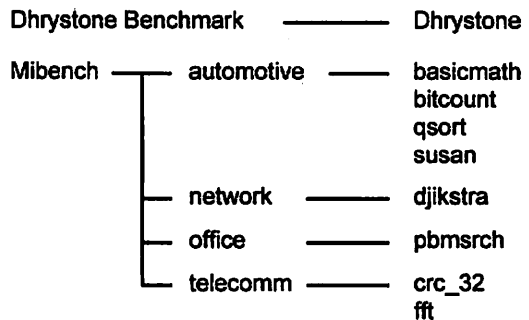 Dhrystone Benchmark Dhrystone
Mibench automotive basicmath
bitcount
qsort
susan
network djikstra
office pbmsrch
telecomm crc_32
fft